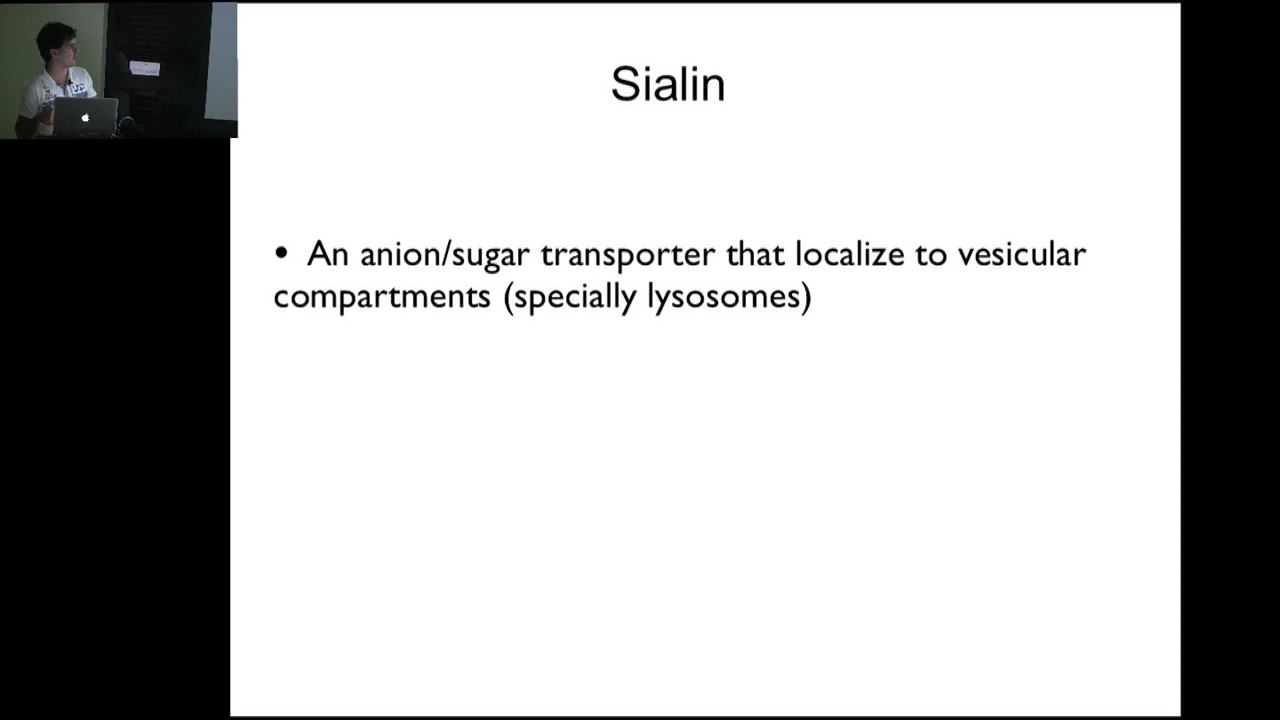 Sialin
• An anion/sugar transporter that localize to vesicular
compartments (specially lysosomes)